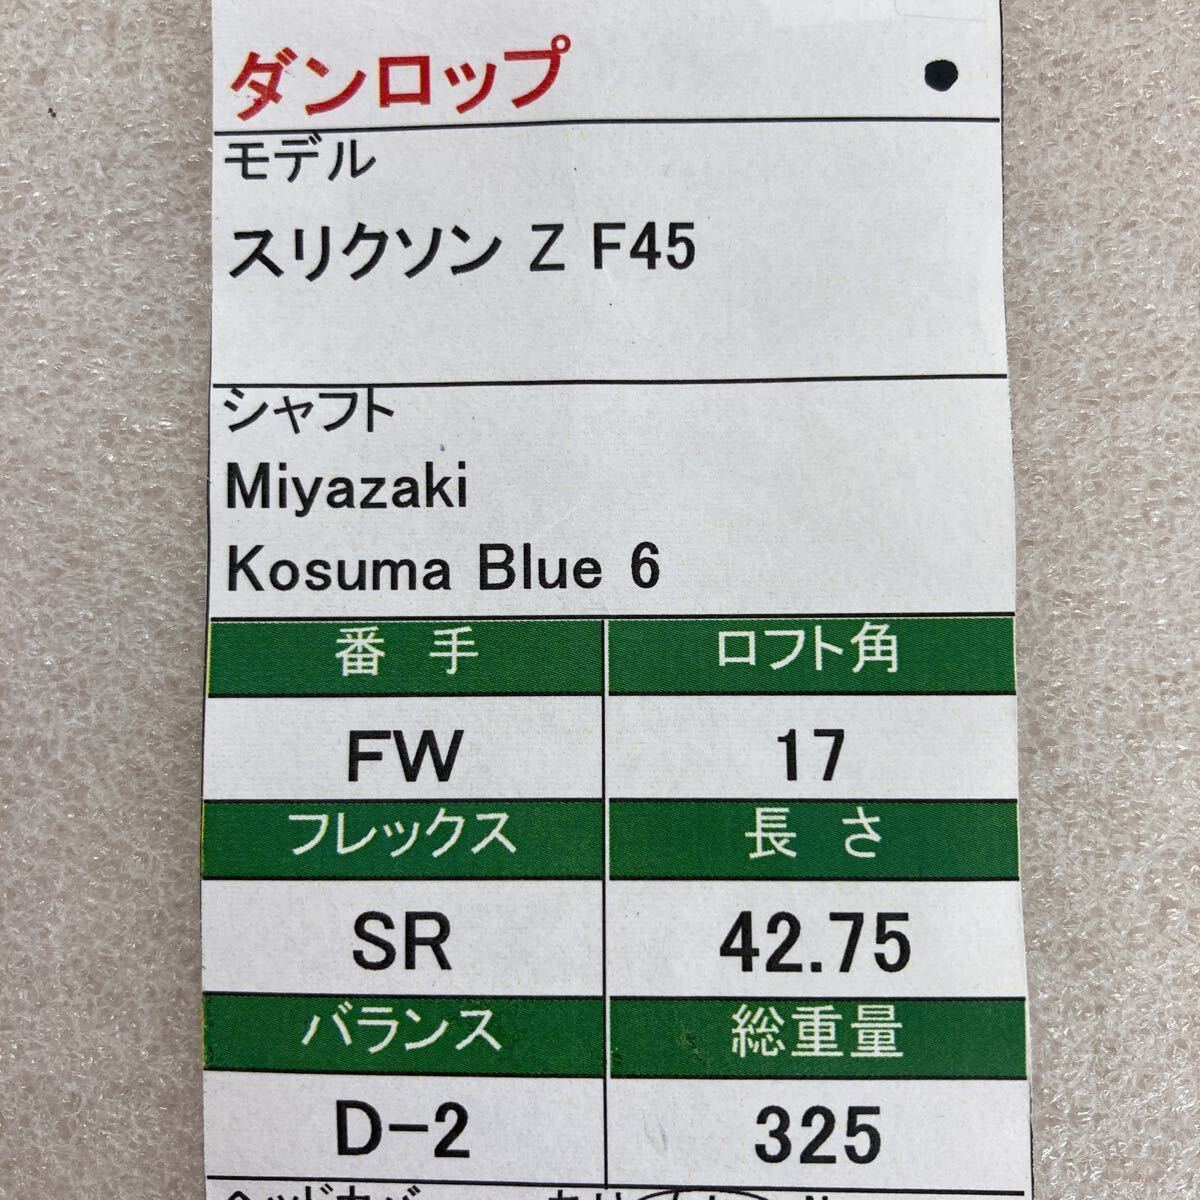 ダンロップ
モデル
スリクソン Z F45
シャフト
Miyazaki
Kosuma Blue 6
番 手 ロフト角
FW 17
フレックス 長 さ
SR 42.75
バランス 総重量
D-2 325